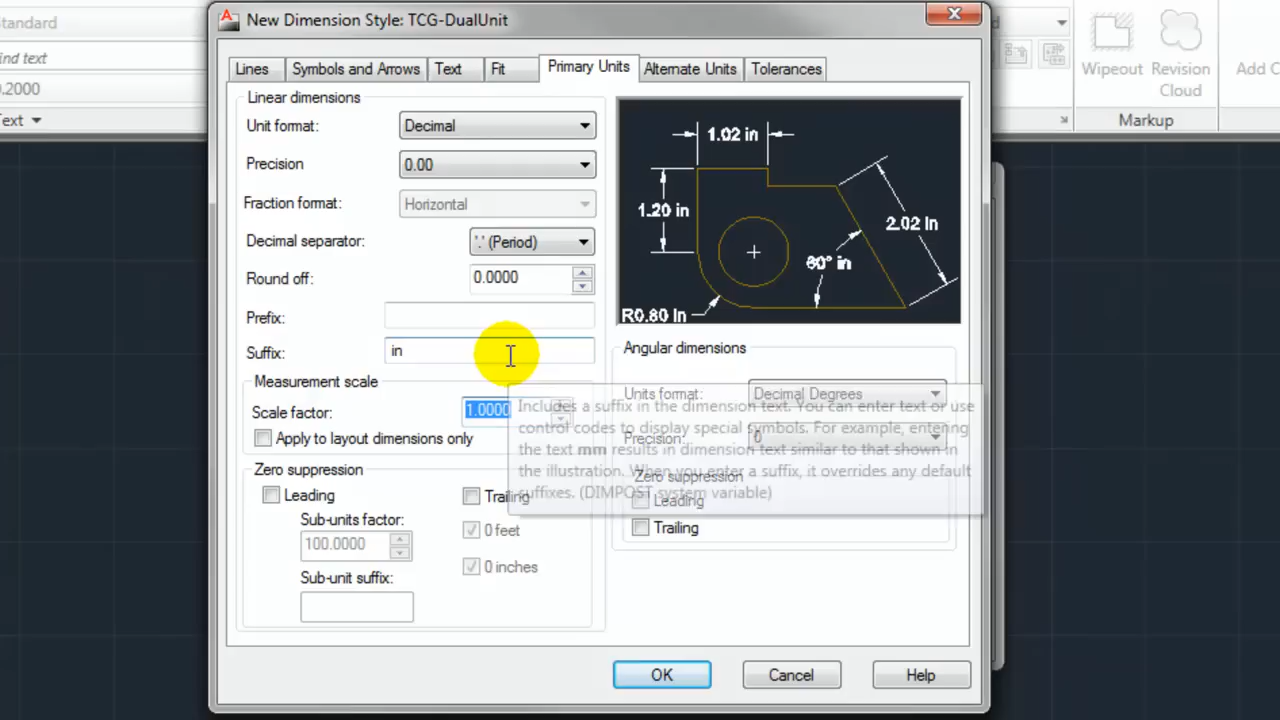 Standard
ind text
.2000
ext
New Dimension Style: TCG-DualUnit
Wipeout
Revision
Cloud
Add C
Markup
Lines
Symbols and Arrows
Text
Fit
Primary Units
Alternate Units
Tolerances
Linear dimensions
Unit format:
Decimal
Precision
0.00
Fraction format:
Horizontal
Decimal separator:
'.' (Period)
Round off:
0.0000
Prefix:
Suffix:
in
Measurement scale
Scale factor:
1.0000
Apply to layout dimensions only
Zero suppression
Leading
Trailing
Sub-units factor:
100.0000
0 feet
Sub-unit suffix:
0 inches
1.02 in
1.20 in
2.02 in
60° in
R0.80 in
Angular dimensions
Units format:
Decimal Degrees
Precision:
0
Zero suppression
Leading
Trailing
Includes a suffix in the dimension text. You can enter text or use
control codes to display special symbols. For example, entering
the text mm results in dimension text similar to that shown in
the illustration. When you enter a suffix, it overrides any default
suffixes. (DIMPOST system variable)
OK
Cancel
Help